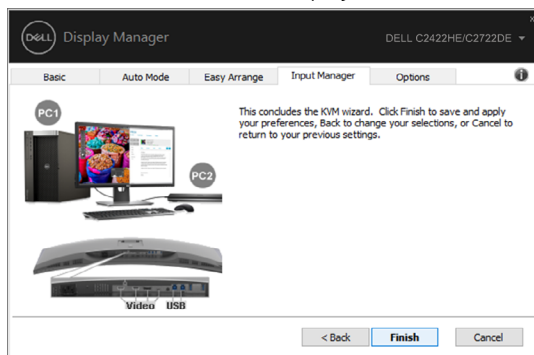 DELL Display Manager
DELL C2422HE/C2722DE
Basic
Auto Mode
Easy Arrange
Input Manager
Options
This concludes the KVM wizard. Click Finish to save and apply
your preferences, Back to change your selections, or Cancel to
return to your previous settings.
PC1
PC2
Video USB
< Back
Finish
Cancel